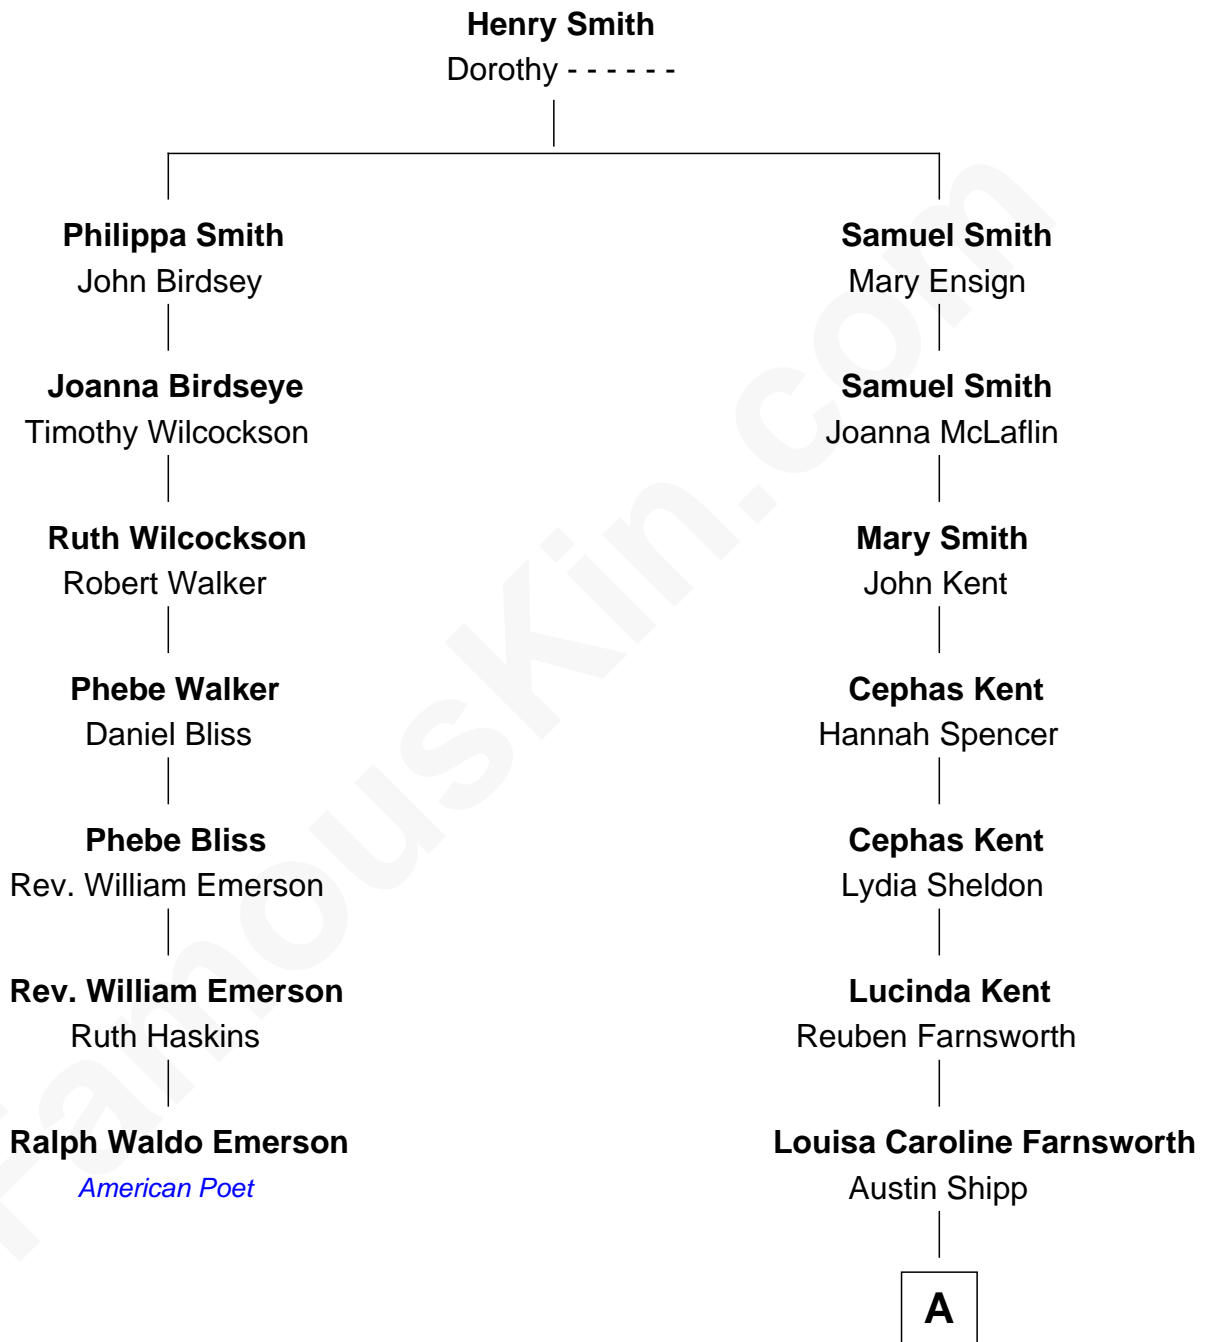 Henry Smith
Dorothy - - - - - -
Philippa Smith
John Birdsey
Samuel Smith
Mary Ensign
Joanna Birdseye
Timothy Wilcockson
Samuel Smith
Joanna McLaflin
Ruth Wilcockson
Robert Walker
Mary Smith
John Kent
Phebe Walker
Daniel Bliss
Cephas Kent
Hannah Spencer
Phebe Bliss
Rev. William Emerson
Cephas Kent
Lydia Sheldon
Rev. William Emerson
Ruth Haskins
Lucinda Kent
Reuben Farnsworth
Ralph Waldo Emerson
American Poet
Louisa Caroline Farnsworth
Austin Shipp
A
FamousKin.com